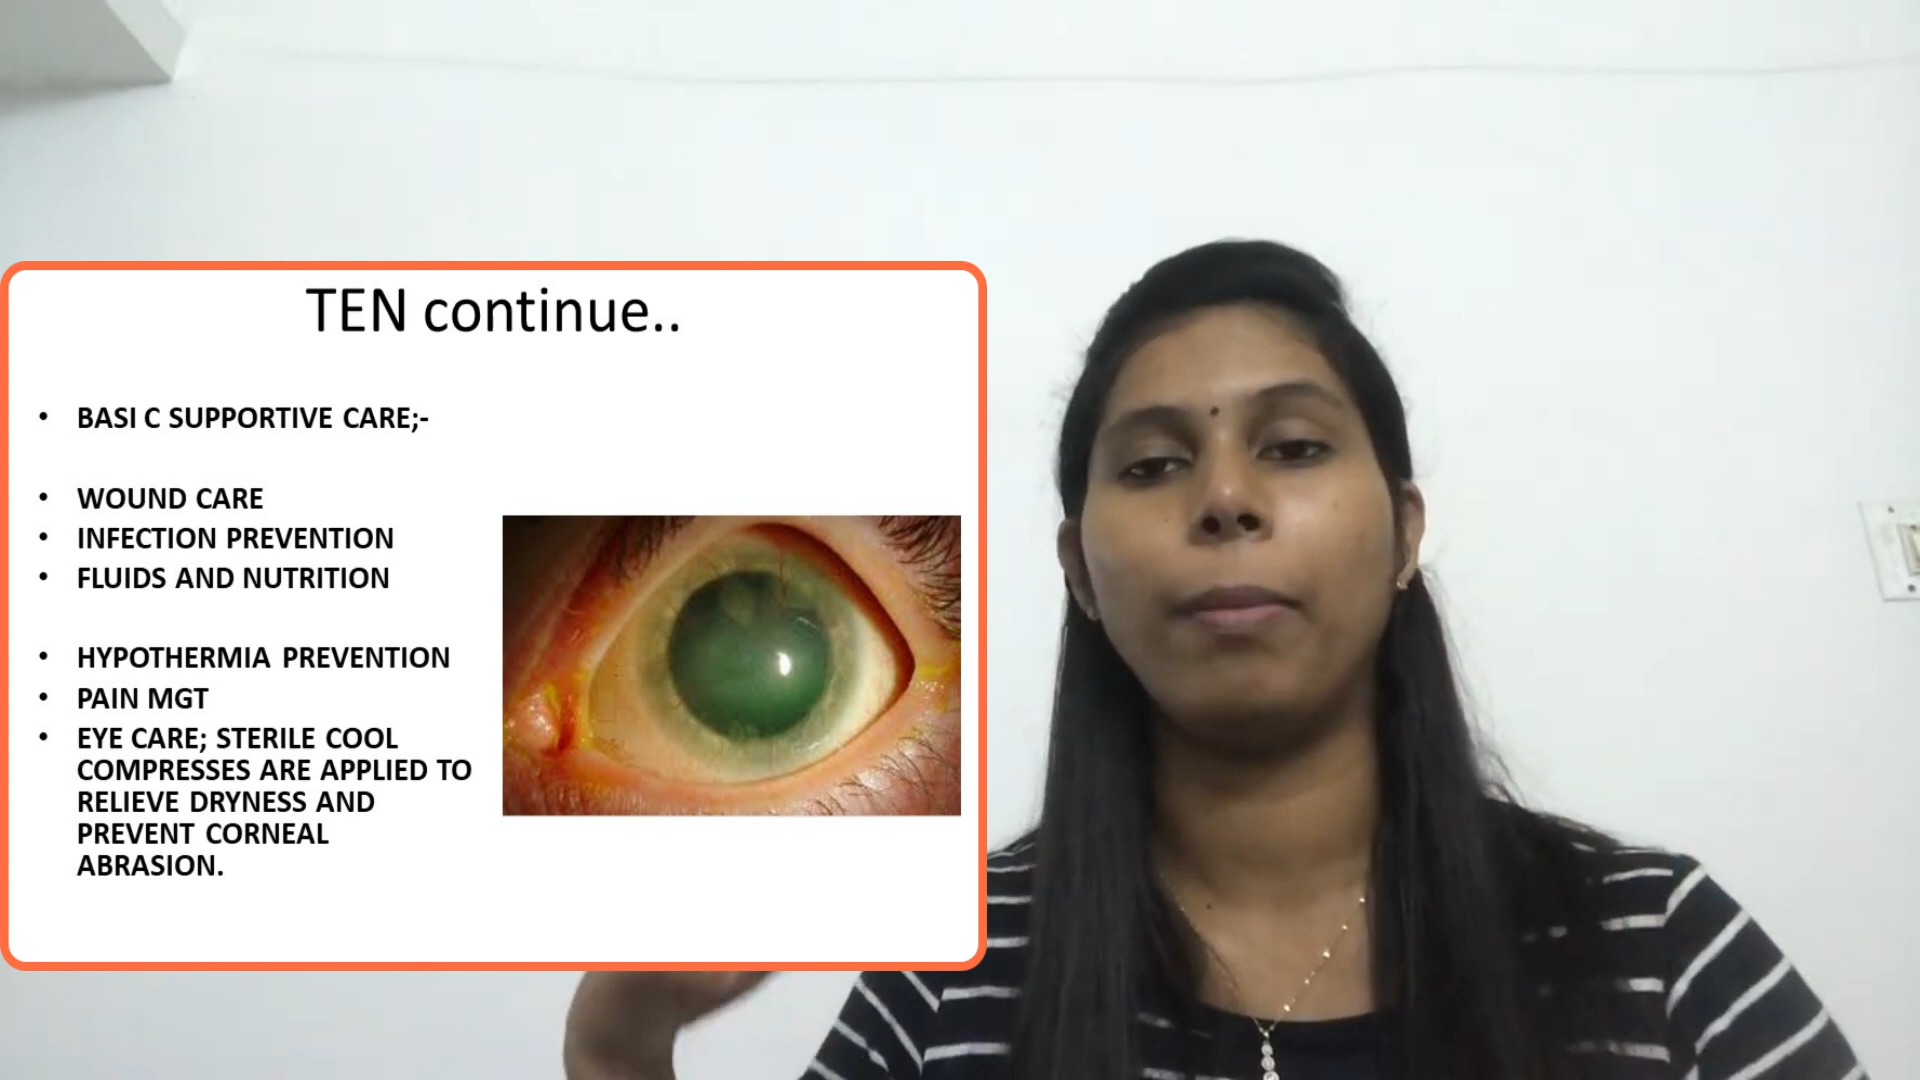 TEN continue..
• BASI C SUPPORTIVE CARE;-
• WOUND CARE
• INFECTION PREVENTION
• FLUIDS AND NUTRITION
• HYPOTHERMIA PREVENTION
• PAIN MGT
• EYE CARE; STERILE COOL
COMPRESSES ARE APPLIED TO
RELIEVE DRYNESS AND
PREVENT CORNEAL
ABRASION.